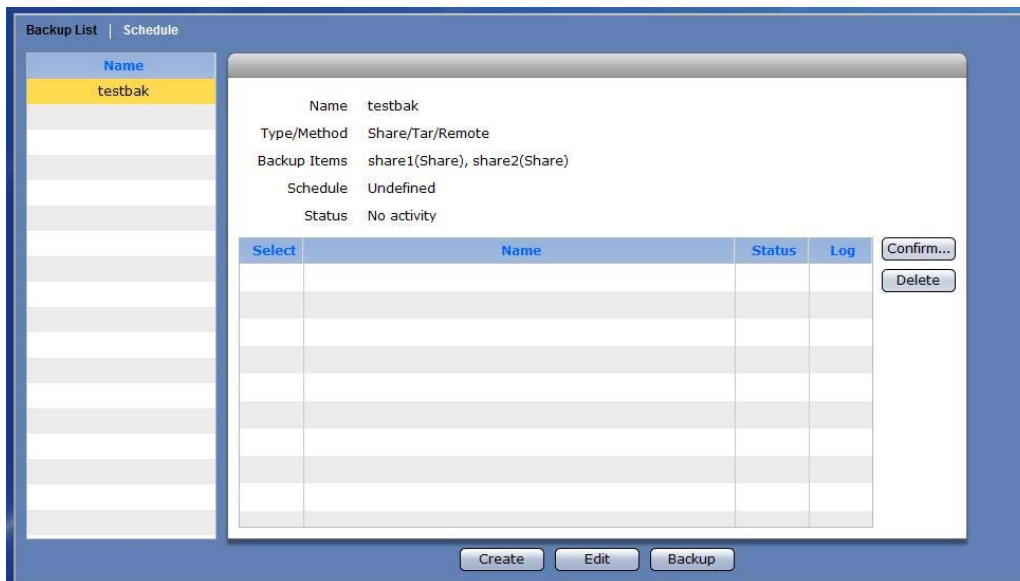 Backup List | Schedule
Name
testbak
Name testbak
Type/Method Share/Tar/Remote
Backup Items share1(Share), share2(Share)
Schedule Undefined
Status No activity
Select Name Status Log
Confirm...
Delete
Create Edit Backup